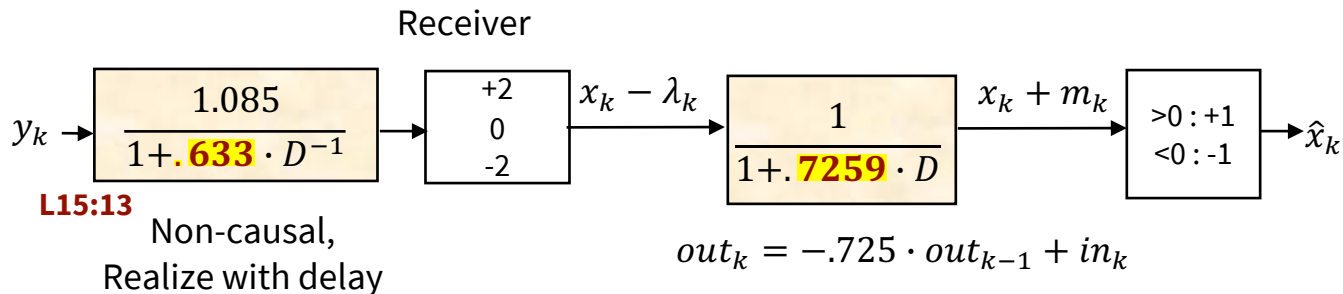 Receiver
y_k
1.085
1+.633 · D^{-1}
+2
0
-2
x_k − λ_k
1
1+.7259 · D
x_k + m_k
>0 : +1
<0 : -1
x̂_k
L15:13
Non-causal,
Realize with delay
out_k = −.725 · out_{k−1} + in_k